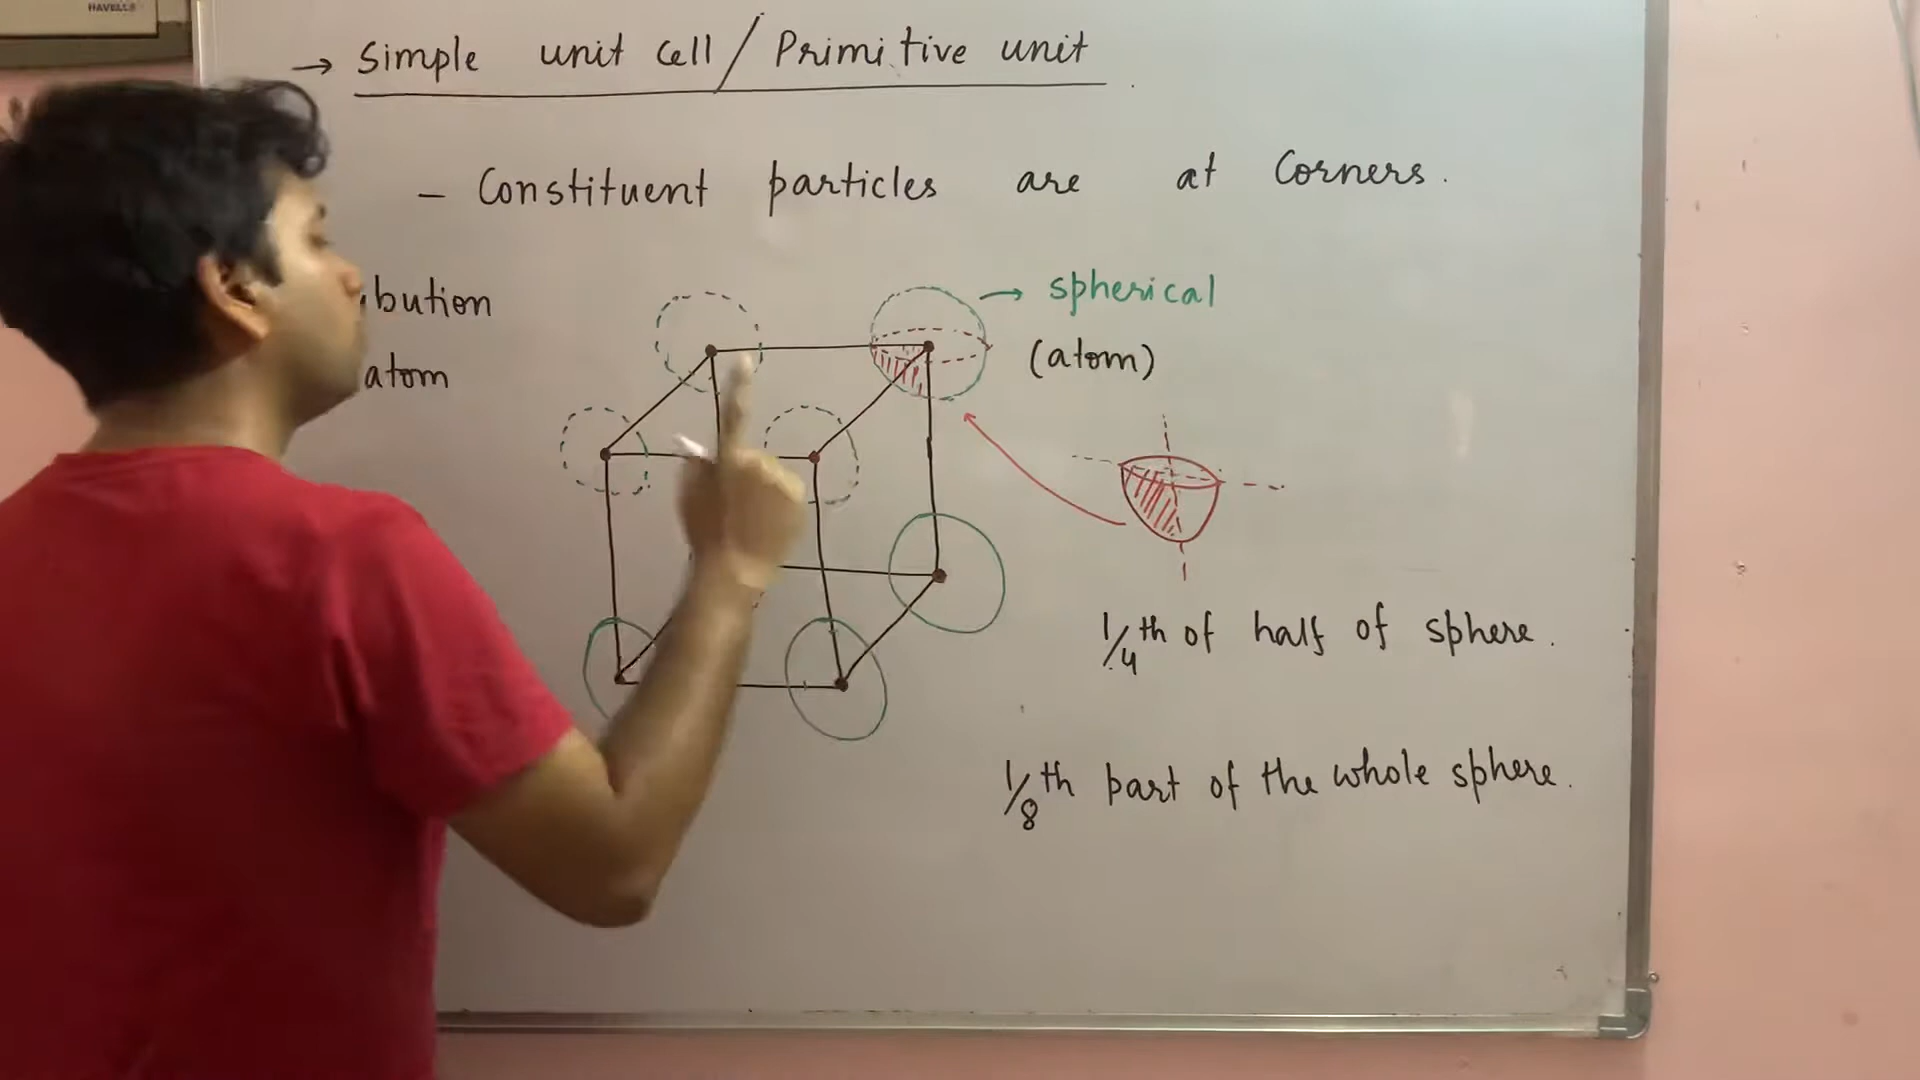 HAVELLS
→ Simple unit cell / Primitive unit
- Constituent particles are at Corners.
bution
atom
→ spherical
(atom)
1/4th of half of sphere.
1/8th part of the whole sphere.